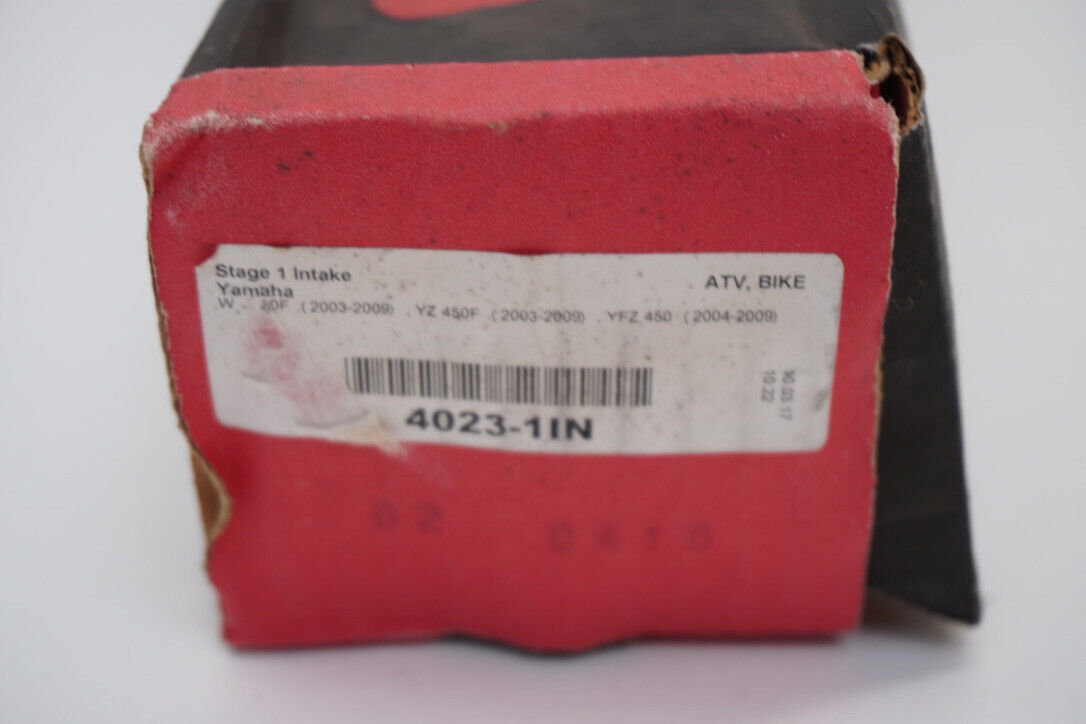 Stage 1 Intake
Yamaha
ATV, BIKE
(2003-2009) , YZ 450F (2003-2009) , YFZ 450 (2004-2009)
10.03.17
10:22
4023-1IN
02 0410